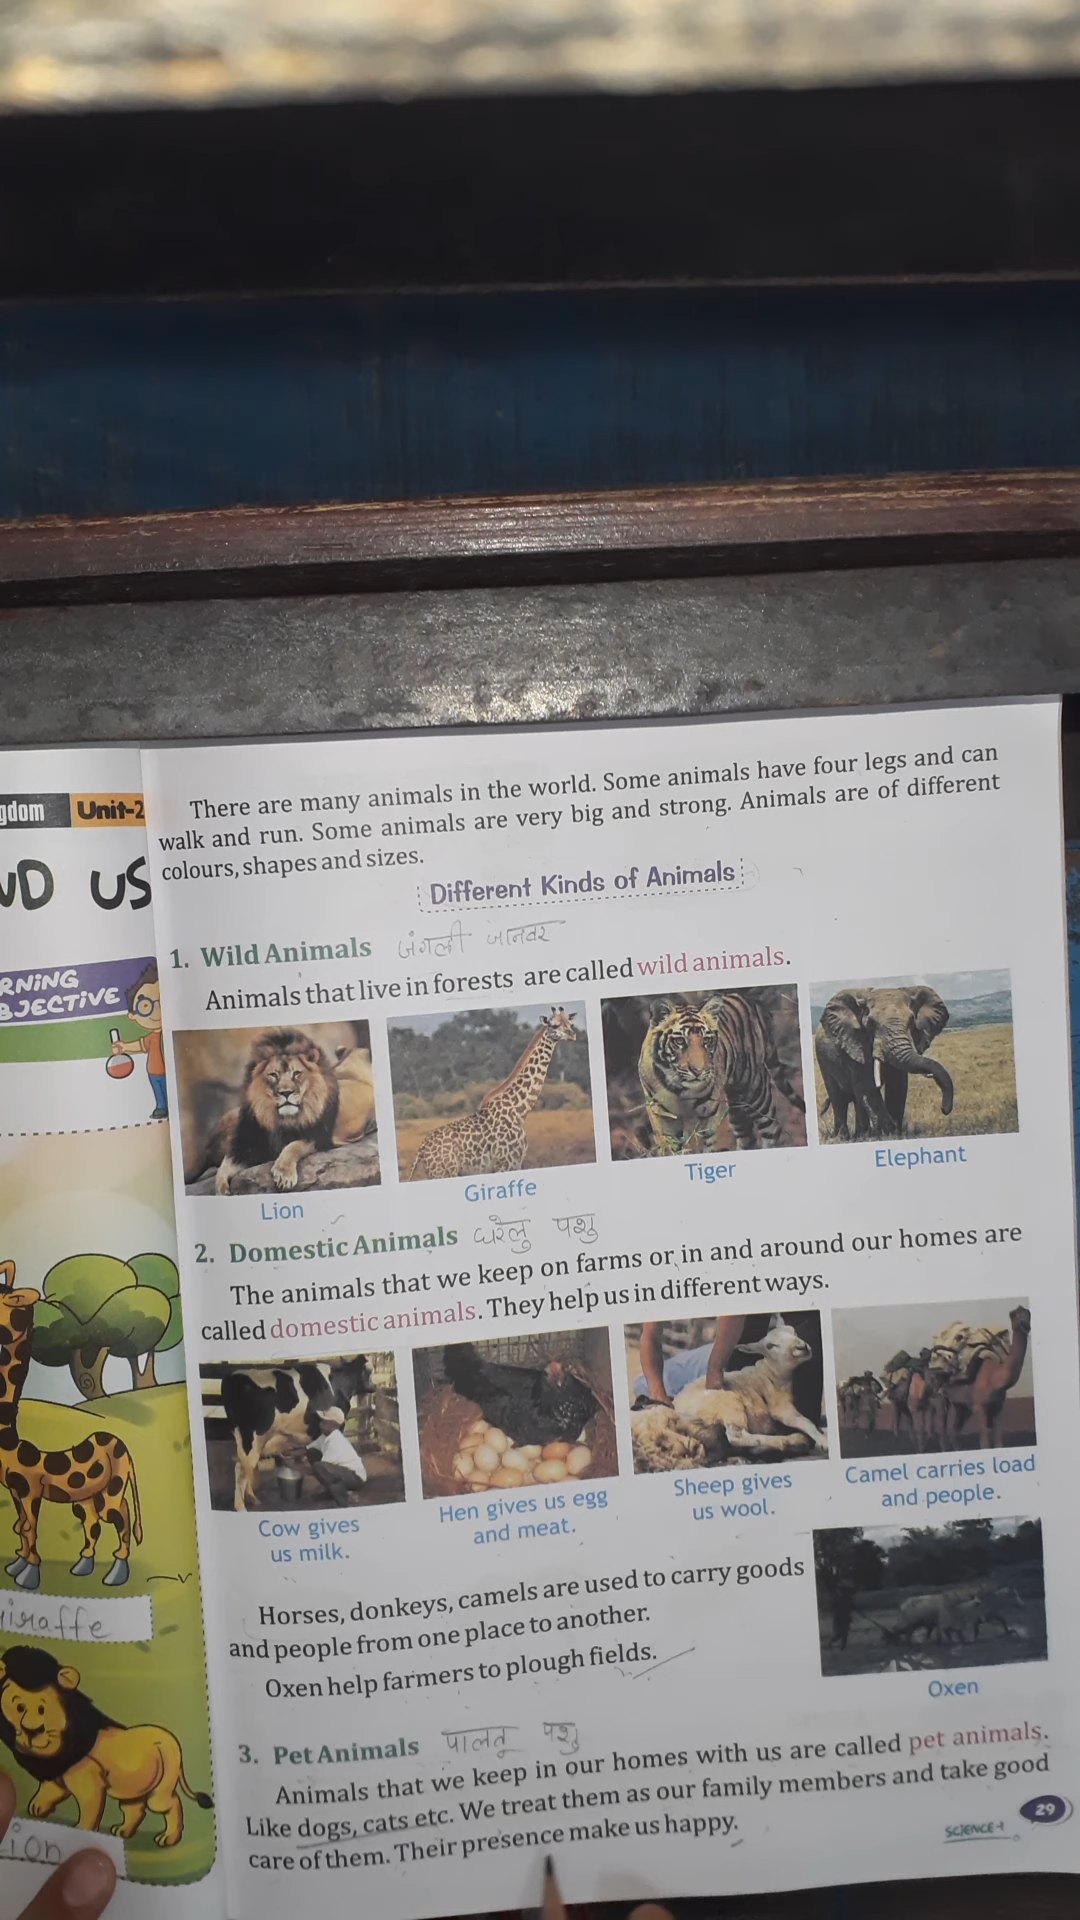 gdom Unit-2
ND US
RNING
BJECTIVE
iraffe
ion
There are many animals in the world. Some animals have four legs and can
walk and run. Some animals are very big and strong. Animals are of different
colours, shapes and sizes.
Different Kinds of Animals
1. Wild Animals जंगली जानवर
Animals that live in forests are called wild animals.
Lion Giraffe Tiger Elephant
2. Domestic Animals घरेलु पशु
The animals that we keep on farms or in and around our homes are
called domestic animals. They help us in different ways.
Cow gives
us milk.
Hen gives us egg
and meat.
Sheep gives
us wool.
Camel carries load
and people.
Horses, donkeys, camels are used to carry goods
and people from one place to another.
Oxen help farmers to plough fields.
Oxen
3. Pet Animals पालतू पशु
Animals that we keep in our homes with us are called pet animals.
Like dogs, cats etc. We treat them as our family members and take good
care of them. Their presence make us happy.
SCIENCE-1 29